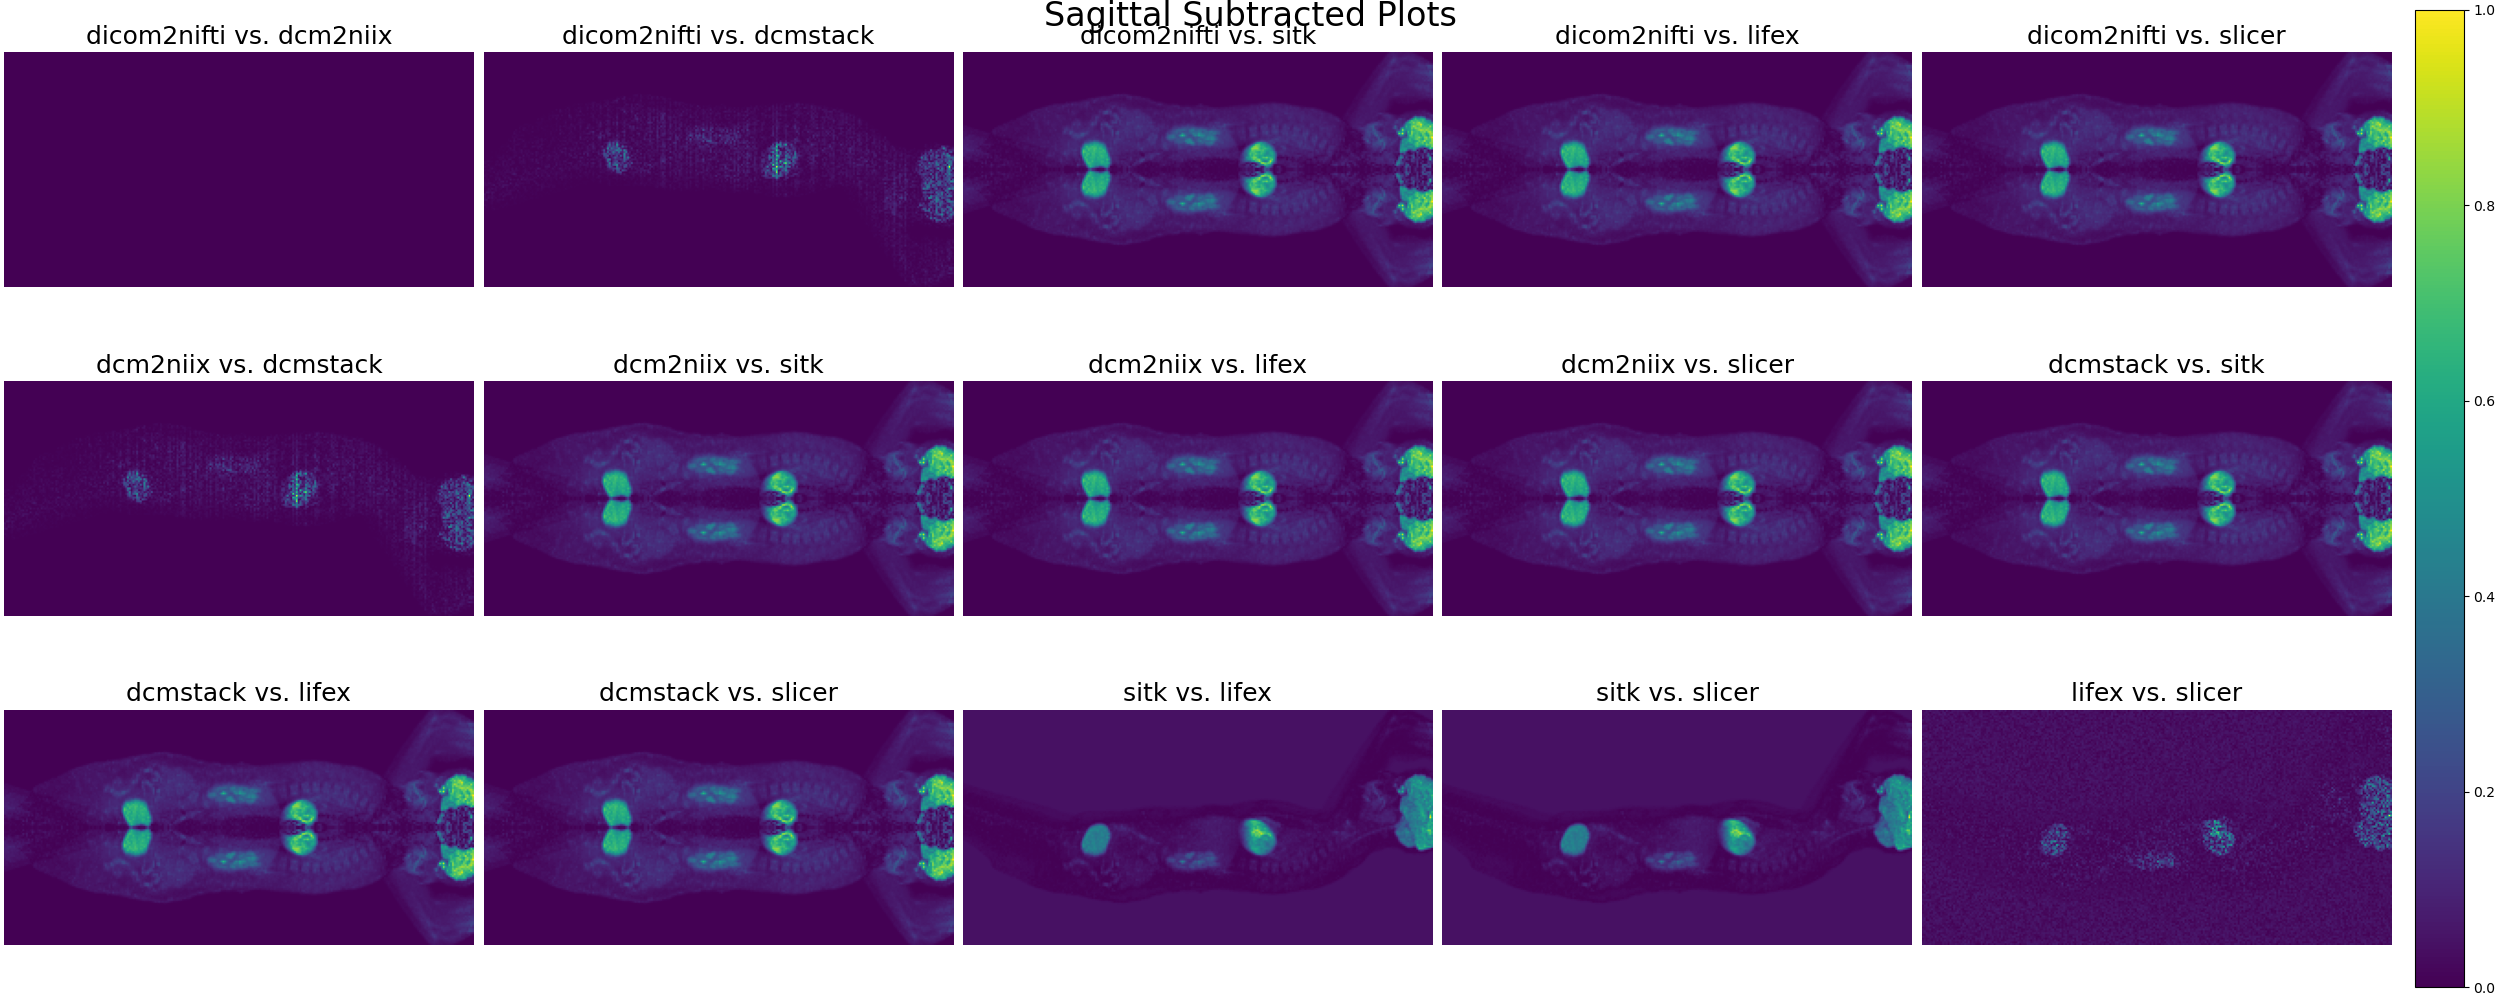 Sagittal Subtracted Plots
dicom2nifti vs. dcm2niix
dicom2nifti vs. dcmstack
dicom2nifti vs. sitk
dicom2nifti vs. lifex
dicom2nifti vs. slicer
dcm2niix vs. dcmstack
dcm2niix vs. sitk
dcm2niix vs. lifex
dcm2niix vs. slicer
dcmstack vs. sitk
dcmstack vs. lifex
dcmstack vs. slicer
sitk vs. lifex
sitk vs. slicer
lifex vs. slicer
1.0
0.8
0.6
0.4
0.2
0.0